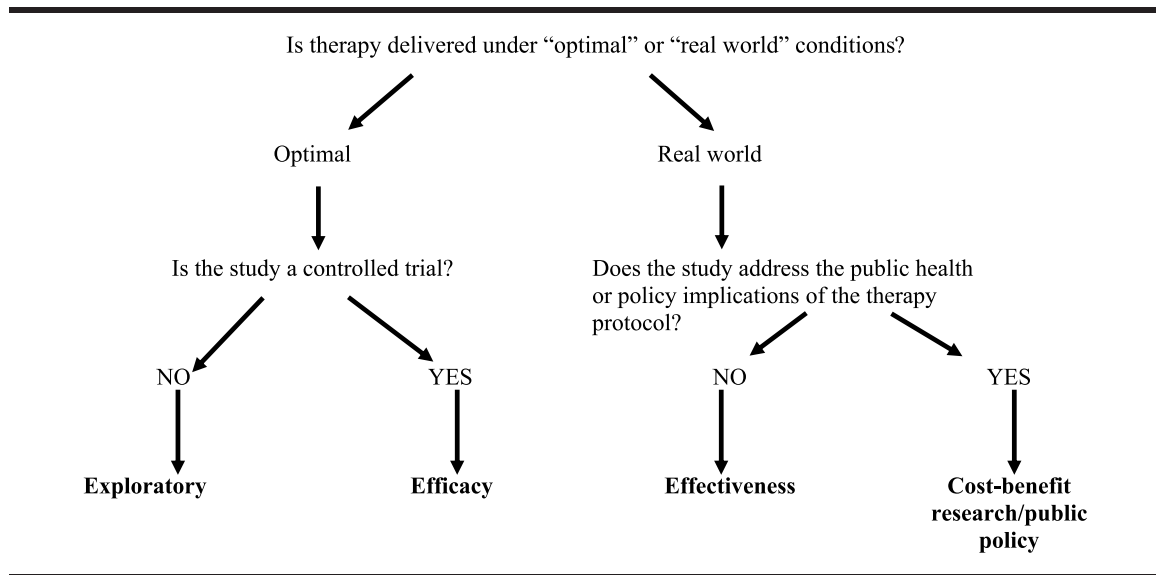 Is therapy delivered under “optimal” or “real world” conditions?
Optimal
Real world
Is the study a controlled trial?
Does the study address the public health
or policy implications of the therapy
protocol?
NO
YES
NO
YES
Exploratory
Efficacy
Effectiveness
Cost-benefit
research/public
policy